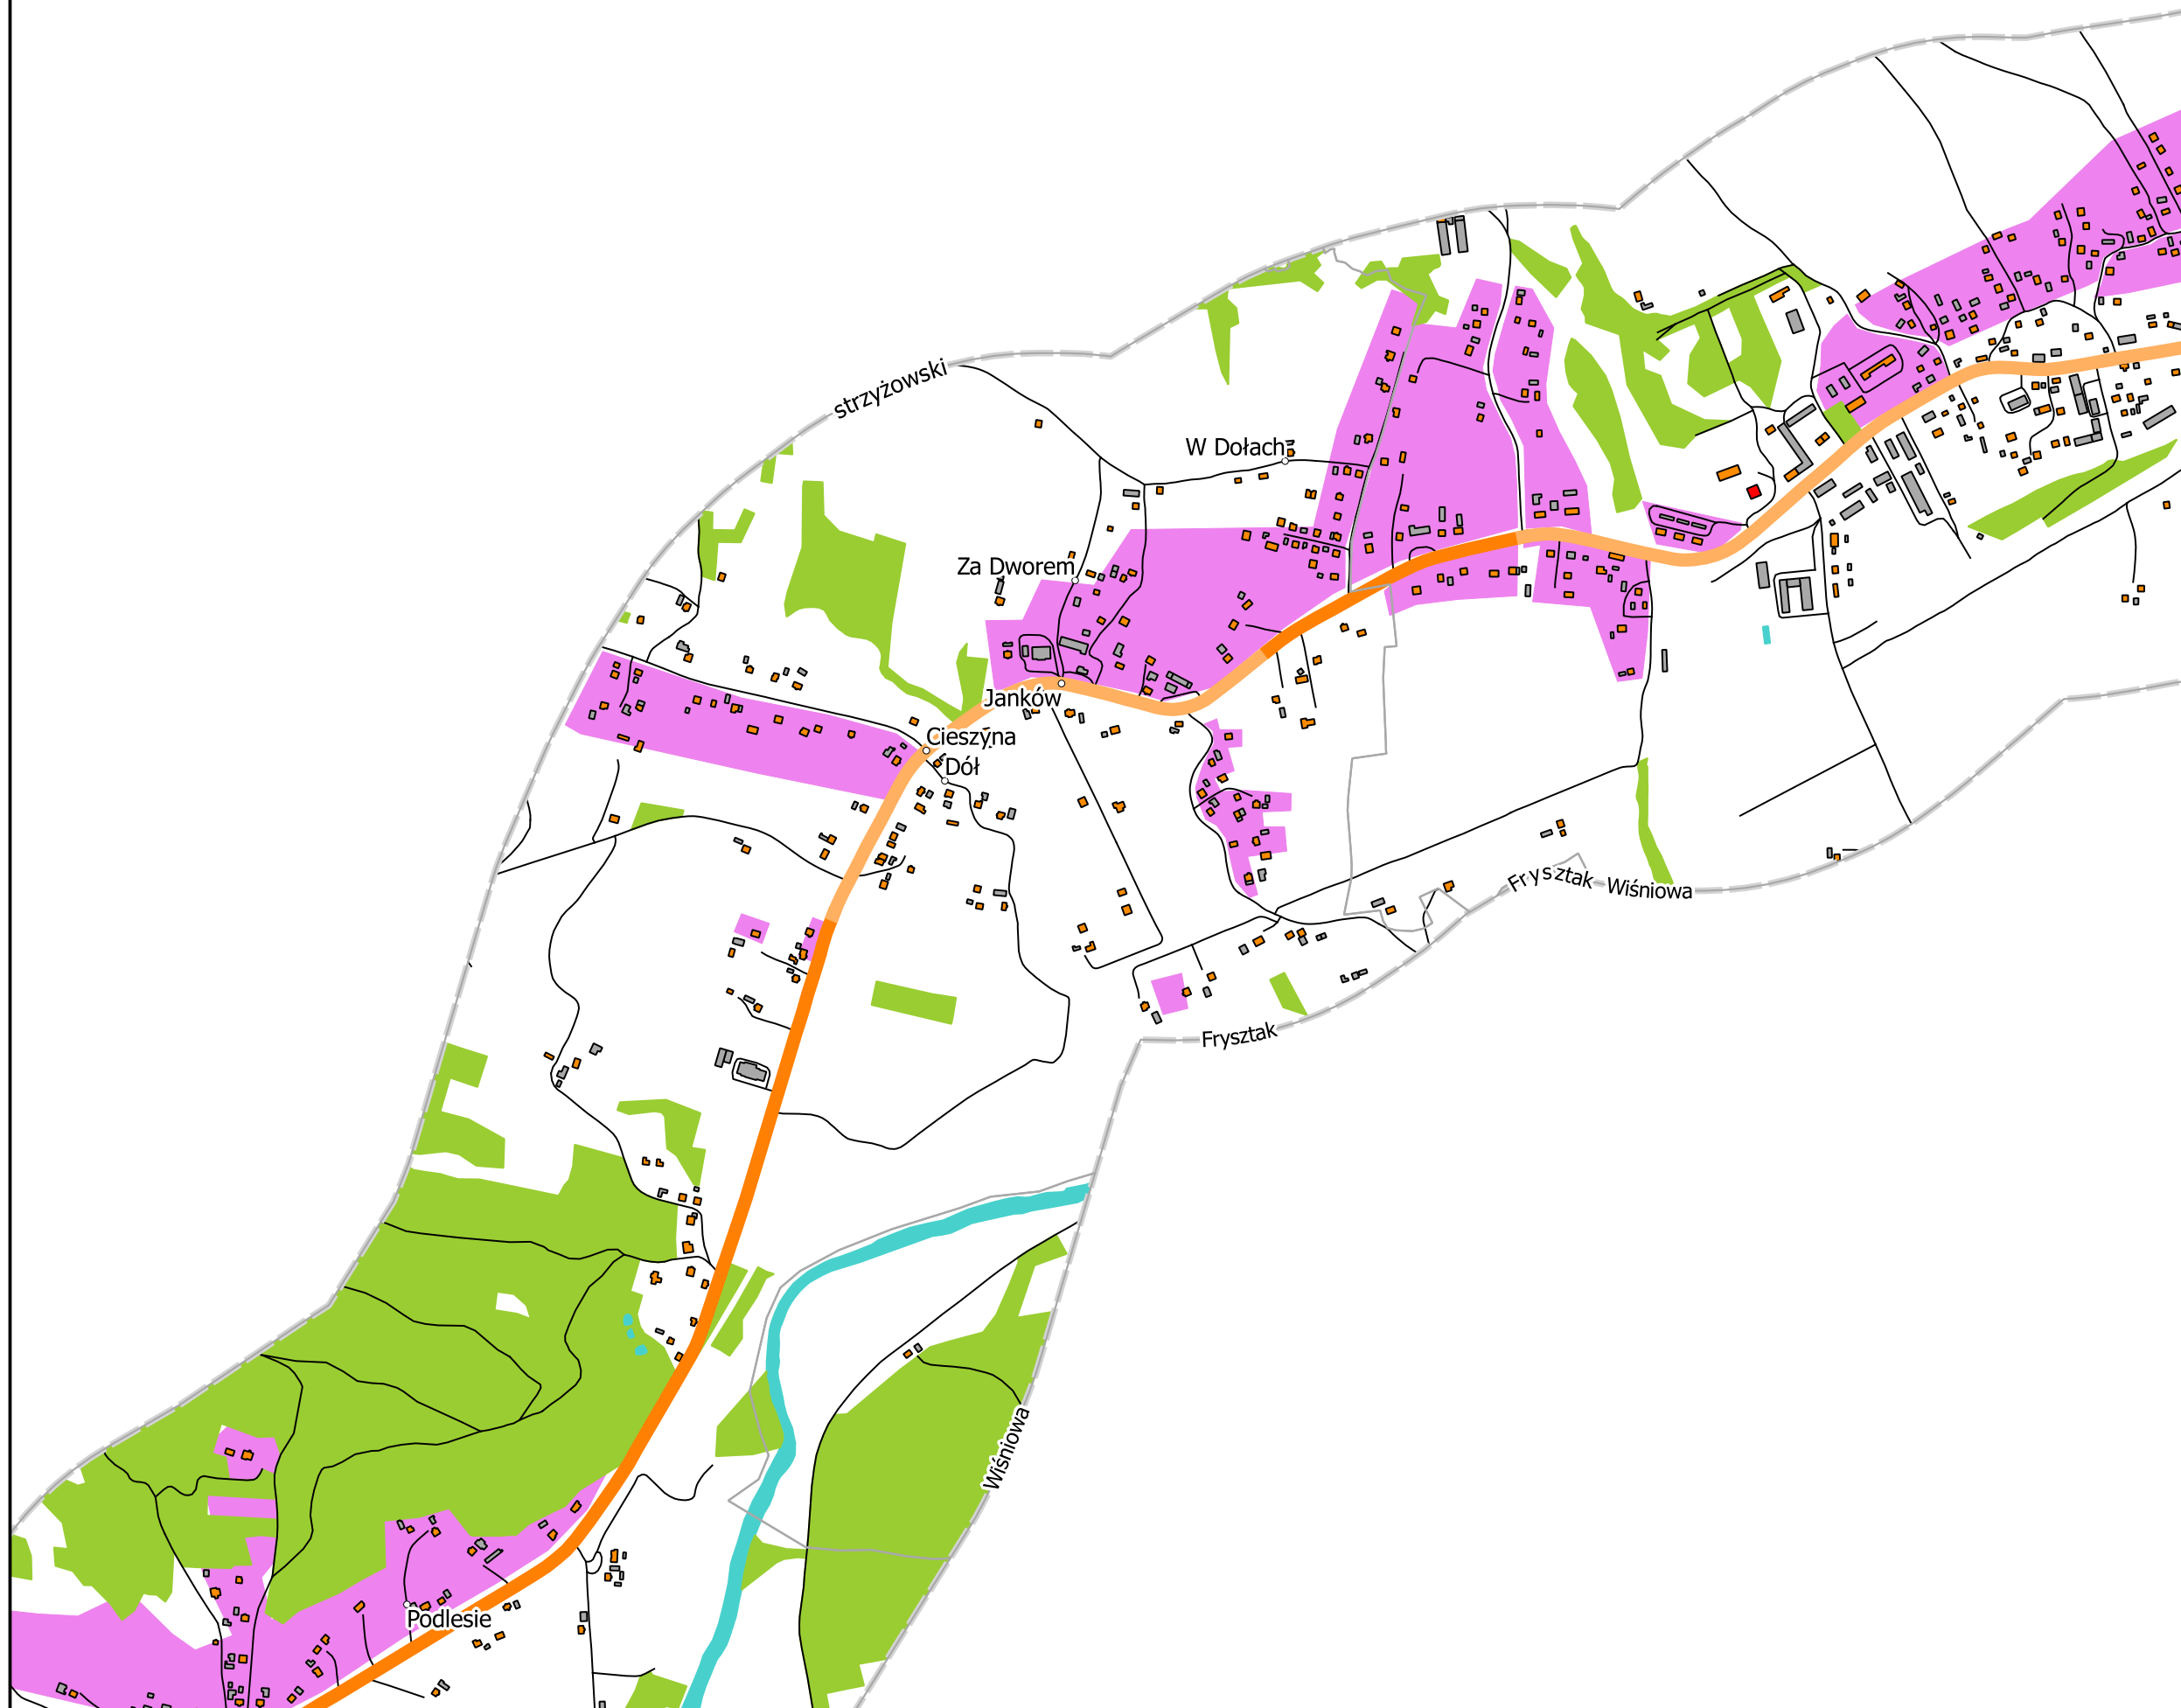 strzyżowski
W Dołach
Za Dworem
Janków
Cieszyna
Dół
Frysztak
Wiśniowa
Frysztak
Wiśniowa
Podlesie